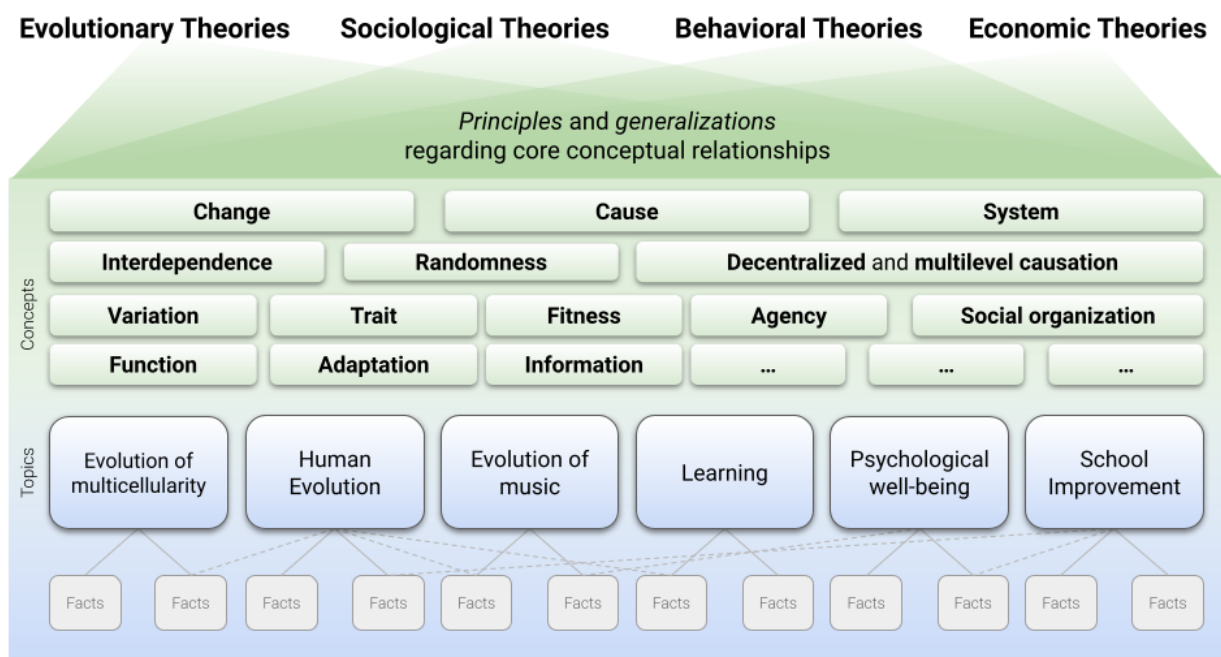 Evolutionary Theories Sociological Theories Behavioral Theories Economic Theories
Principles and generalizations
regarding core conceptual relationships
Concepts
Change Cause System
Interdependence Randomness Decentralized and multilevel causation
Variation Trait Fitness Agency Social organization
Function Adaptation Information ... ... ...
Topics
Evolution of
multicellularity
Human
Evolution
Evolution of
music
Learning
Psychological
well-being
School
Improvement
Facts Facts Facts Facts Facts Facts Facts Facts Facts Facts Facts Facts